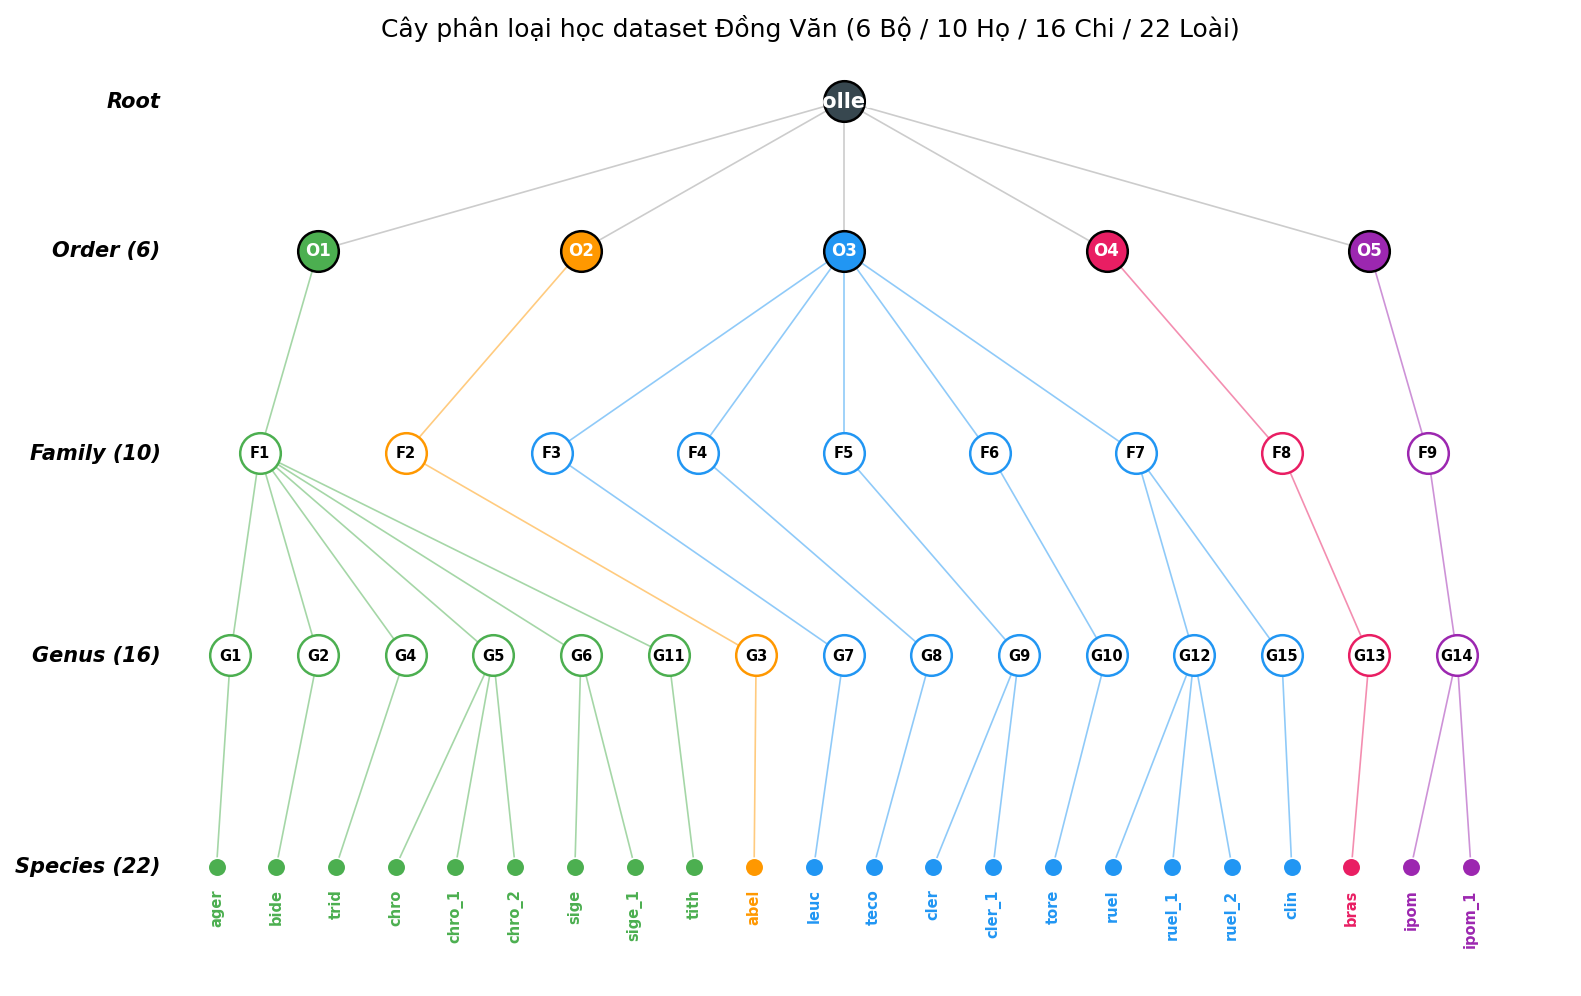 Cây phân loại học dataset Đồng Văn (6 Bộ / 10 Họ / 16 Chi / 22 Loài)
Root
olle
Order (6)
O1 O2 O3 O4 O5
Family (10)
F1 F2 F3 F4 F5 F6 F7 F8 F9
Genus (16)
G1 G2 G4 G5 G6 G11 G3 G7 G8 G9 G10 G12 G15 G13 G14
Species (22)
ager
bide
trid
chro
chro_1
chro_2
sige
sige_1
tith
abel
leuc
teco
cler
cler_1
tore
ruel
ruel_1
ruel_2
clin
bras
ipom
ipom_1